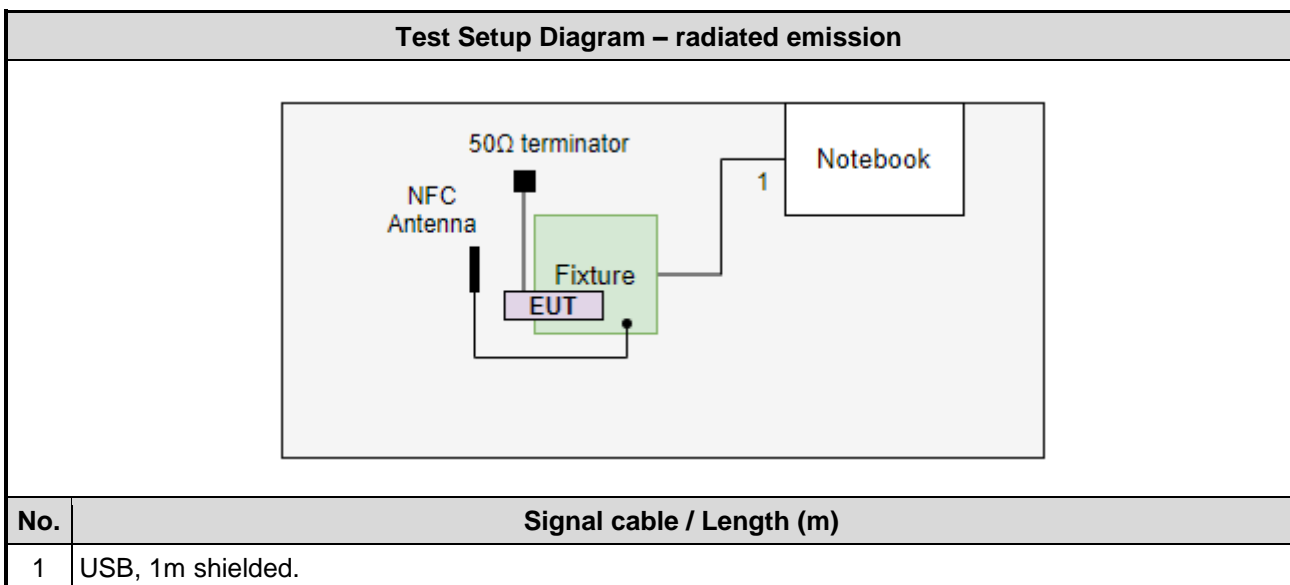 Test Setup Diagram – radiated emission
50Ω terminator
NFC
Antenna
Notebook
1
Fixture
EUT
No. Signal cable / Length (m)
1 USB, 1m shielded.